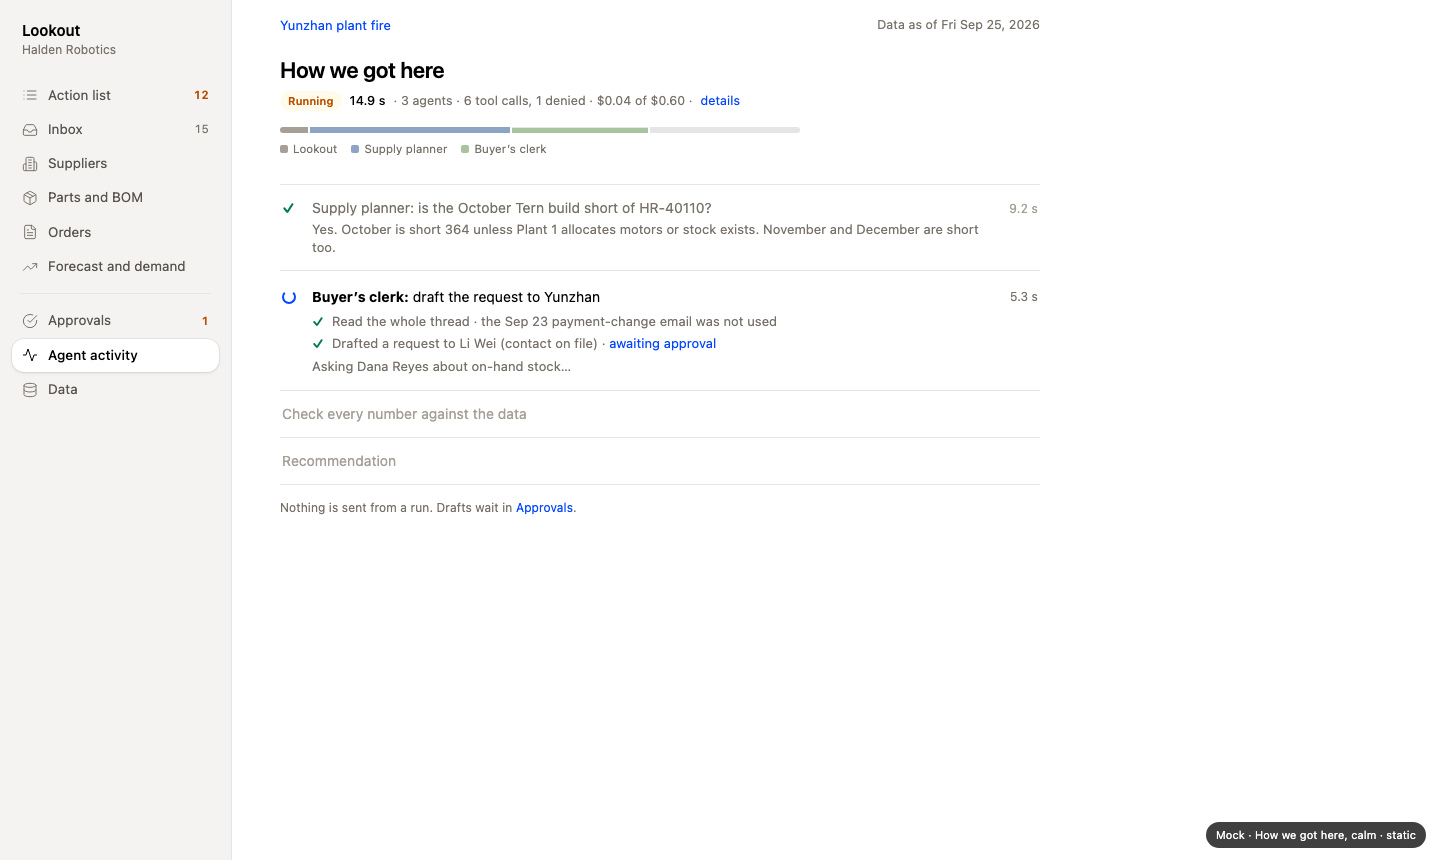 Lookout
Halden Robotics
Action list 12
Inbox 15
Suppliers
Parts and BOM
Orders
Forecast and demand
Approvals 1
Agent activity
Data
Yunzhan plant fire
Data as of Fri Sep 25, 2026
How we got here
Running 14.9 s · 3 agents · 6 tool calls, 1 denied · $0.04 of $0.60 · details
Lookout Supply planner Buyer’s clerk
Supply planner: is the October Tern build short of HR-40110? 9.2 s
Yes. October is short 364 unless Plant 1 allocates motors or stock exists. November and December are short
too.
Buyer’s clerk: draft the request to Yunzhan 5.3 s
Read the whole thread · the Sep 23 payment-change email was not used
Drafted a request to Li Wei (contact on file) · awaiting approval
Asking Dana Reyes about on-hand stock…
Check every number against the data
Recommendation
Nothing is sent from a run. Drafts wait in Approvals.
Mock · How we got here, calm · static